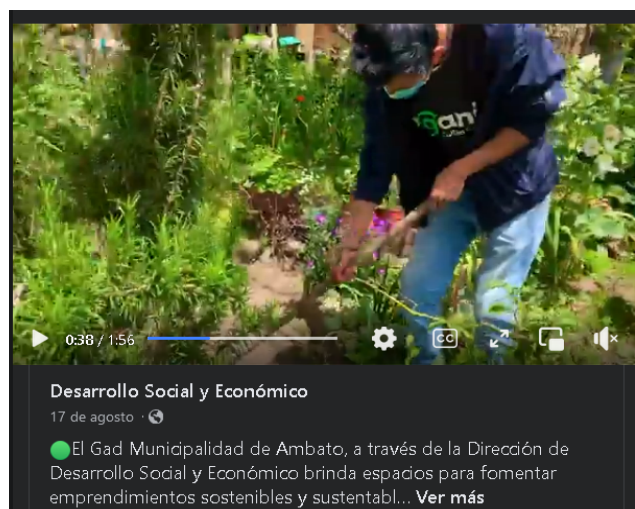 0:38 / 1:56
CC
Desarrollo Social y Económico
17 de agosto ·
El Gad Municipalidad de Ambato, a través de la Dirección de
Desarrollo Social y Económico brinda espacios para fomentar
emprendimientos sostenibles y sustentabl... Ver más